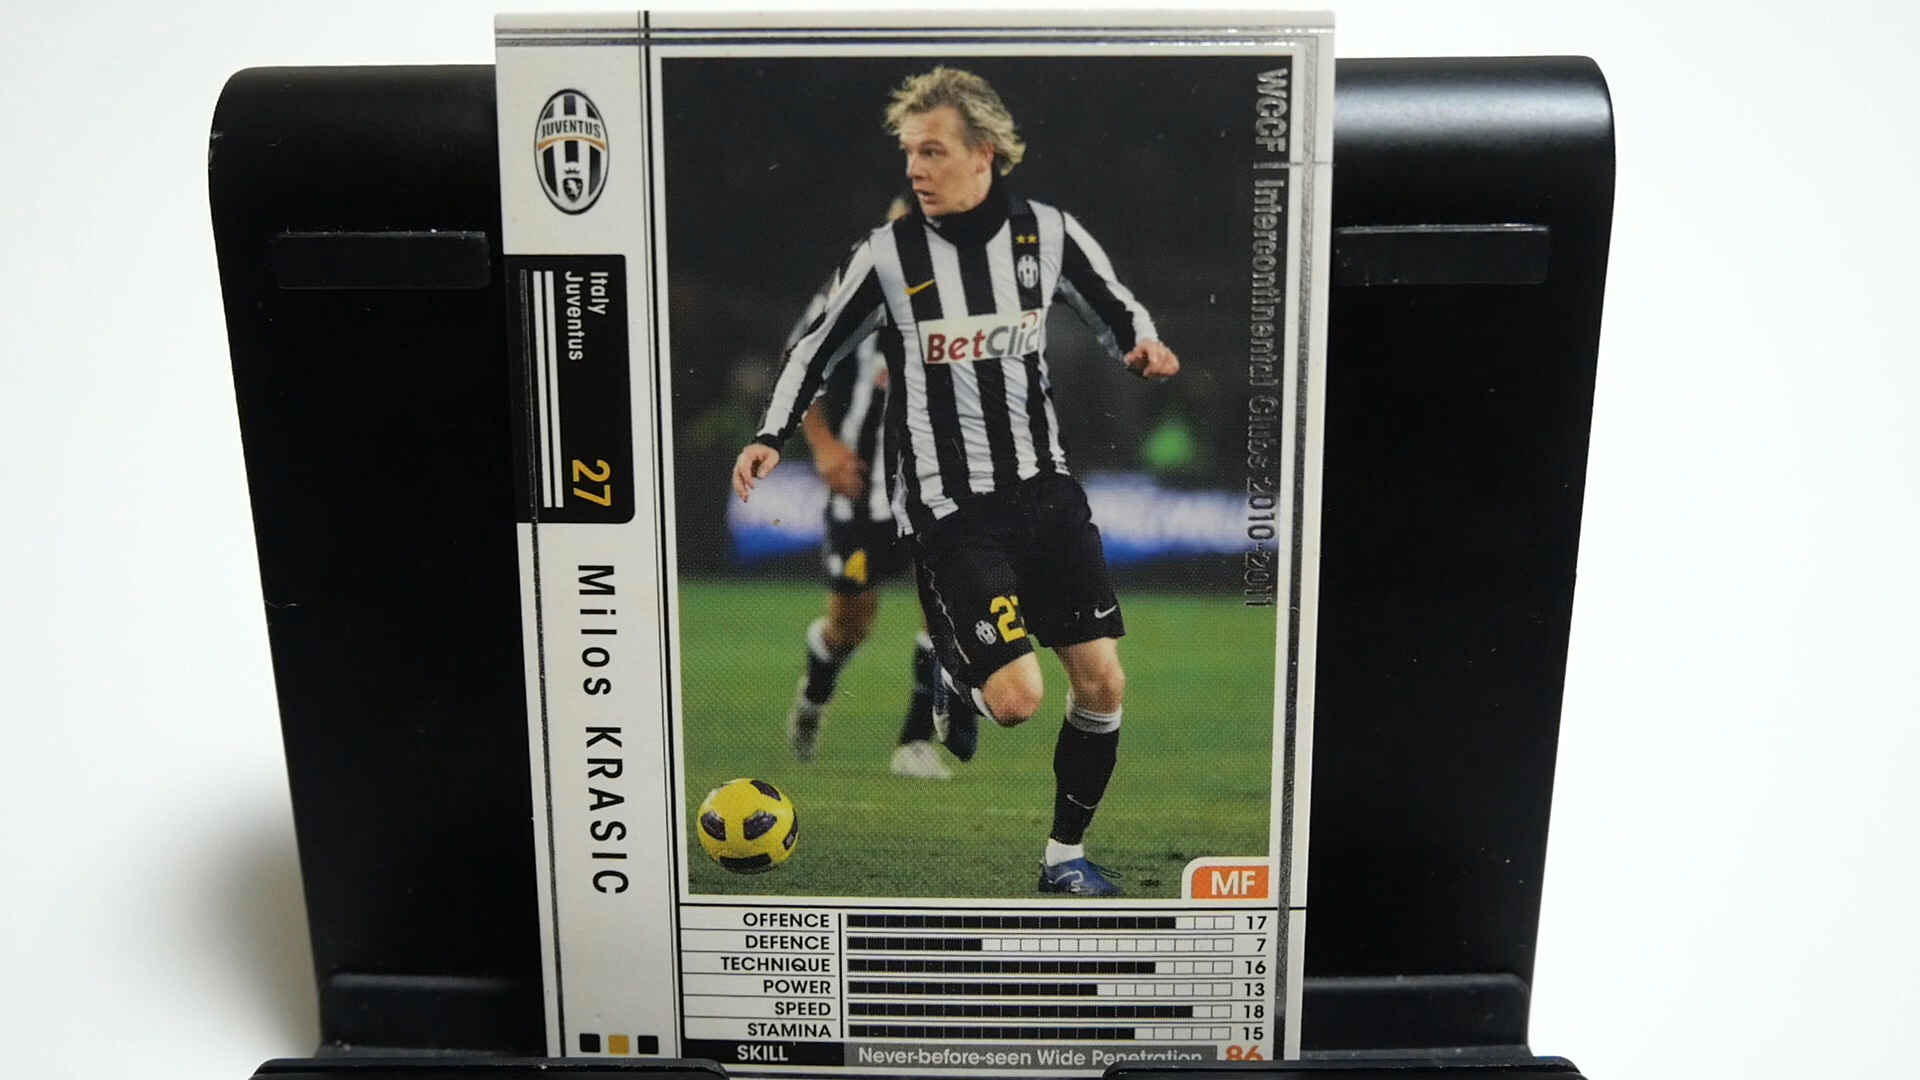 JUVENTUS
Italy
Juventus
27
Milos KRASIC
WCCF | Intercontinental Clubs 2010-2011
BetClic
MF
OFFENCE 17
DEFENCE 7
TECHNIQUE 16
POWER 13
SPEED 18
STAMINA 15
SKILL Never-before-seen Wide Penetration 86